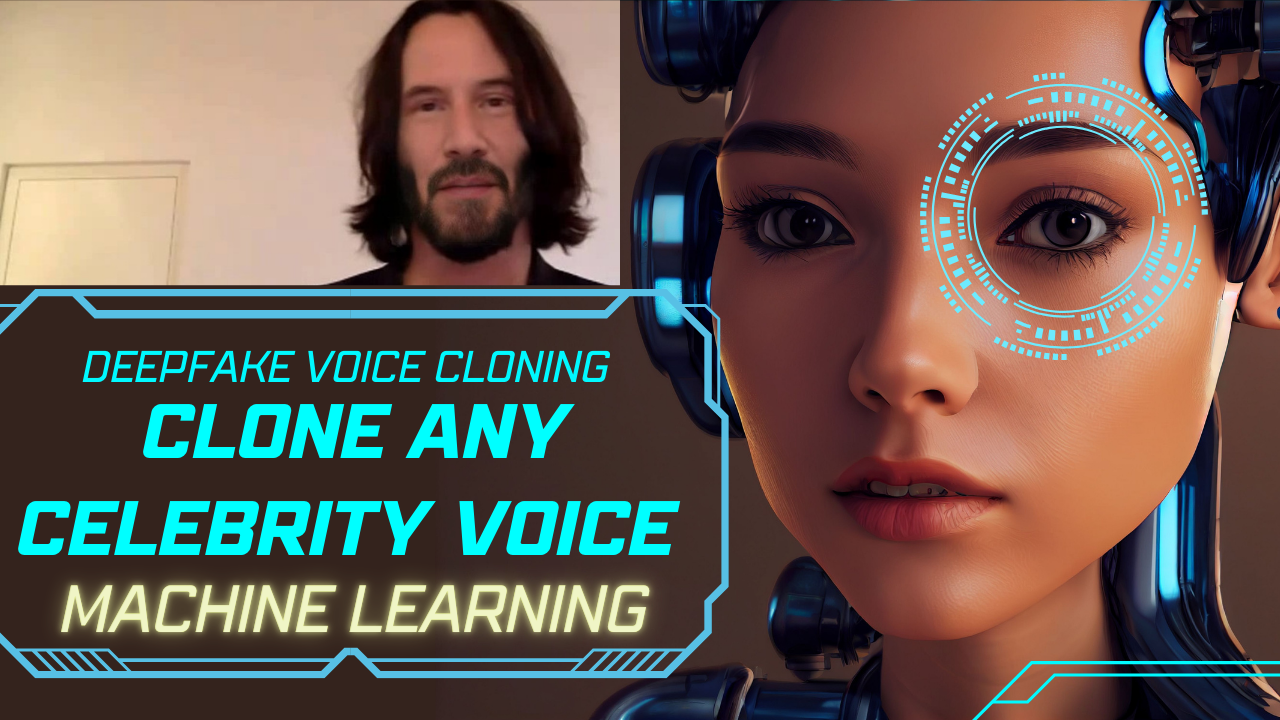 DEEPFAKE VOICE CLONING
CLONE ANY
CELEBRITY VOICE
MACHINE LEARNING